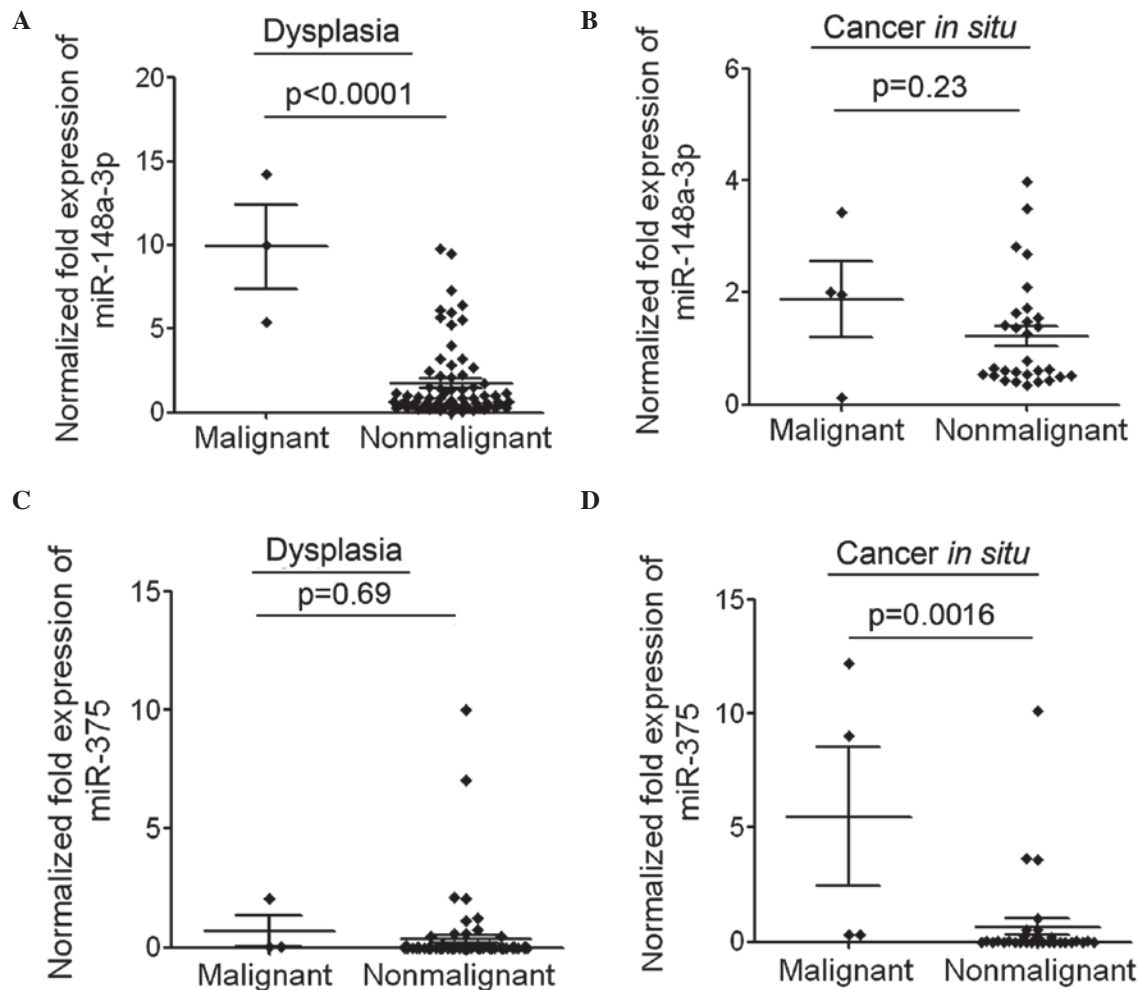 A
Dysplasia
p<0.0001
Normalized fold expression of
miR-148a-3p
20
15
10
5
0
Malignant
Nonmalignant
B
Cancer in situ
p=0.23
Normalized fold expression of
miR-148a-3p
6
4
2
0
Malignant
Nonmalignant
C
Dysplasia
p=0.69
Normalized fold expression of
miR-375
15
10
5
0
Malignant
Nonmalignant
D
Cancer in situ
p=0.0016
Normalized fold expression of
miR-375
15
10
5
0
Malignant
Nonmalignant